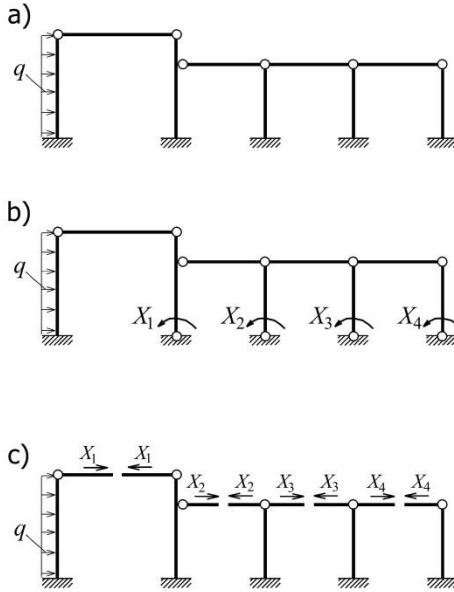 a)
q
b)
q
X₁ X₂ X₃ X₄
c)
X₁ X₁
X₂ X₂ X₃ X₃ X₄ X₄
q